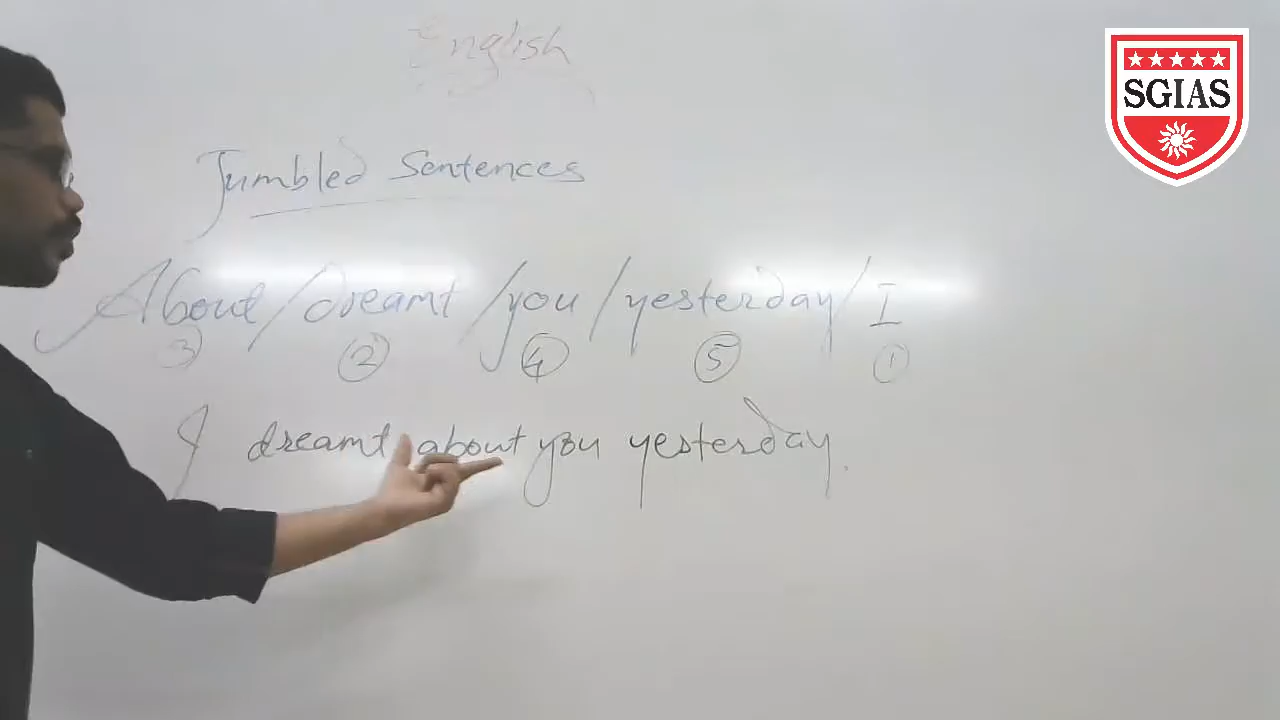 English
SGIAS
Jumbled Sentences
About / dreamt / you / yesterday / I
3 2 4 5 1
I dreamt about you yesterday.